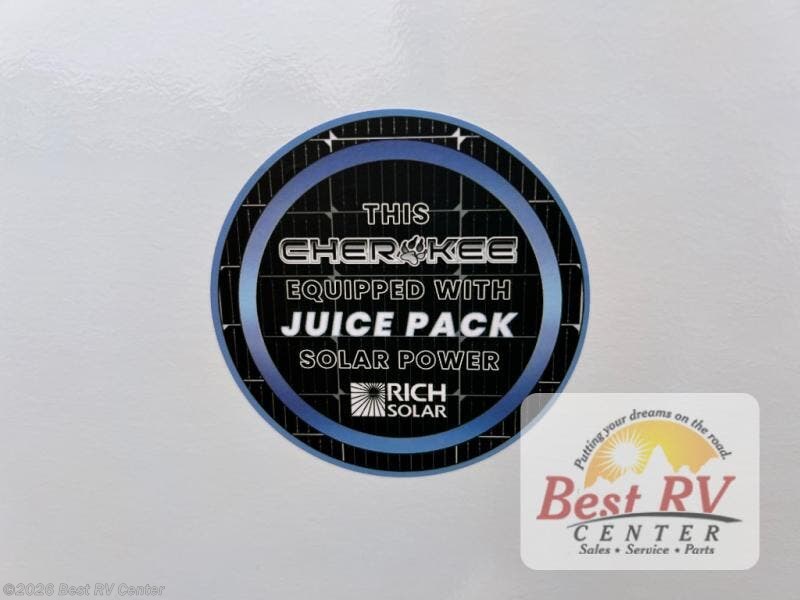 THIS
CHEROKEE
EQUIPPED WITH
JUICE PACK
SOLAR POWER
RICH
SOLAR
Putting your dreams on the road.
Best RV
CENTER
Sales • Service • Parts
©2026 Best RV Center